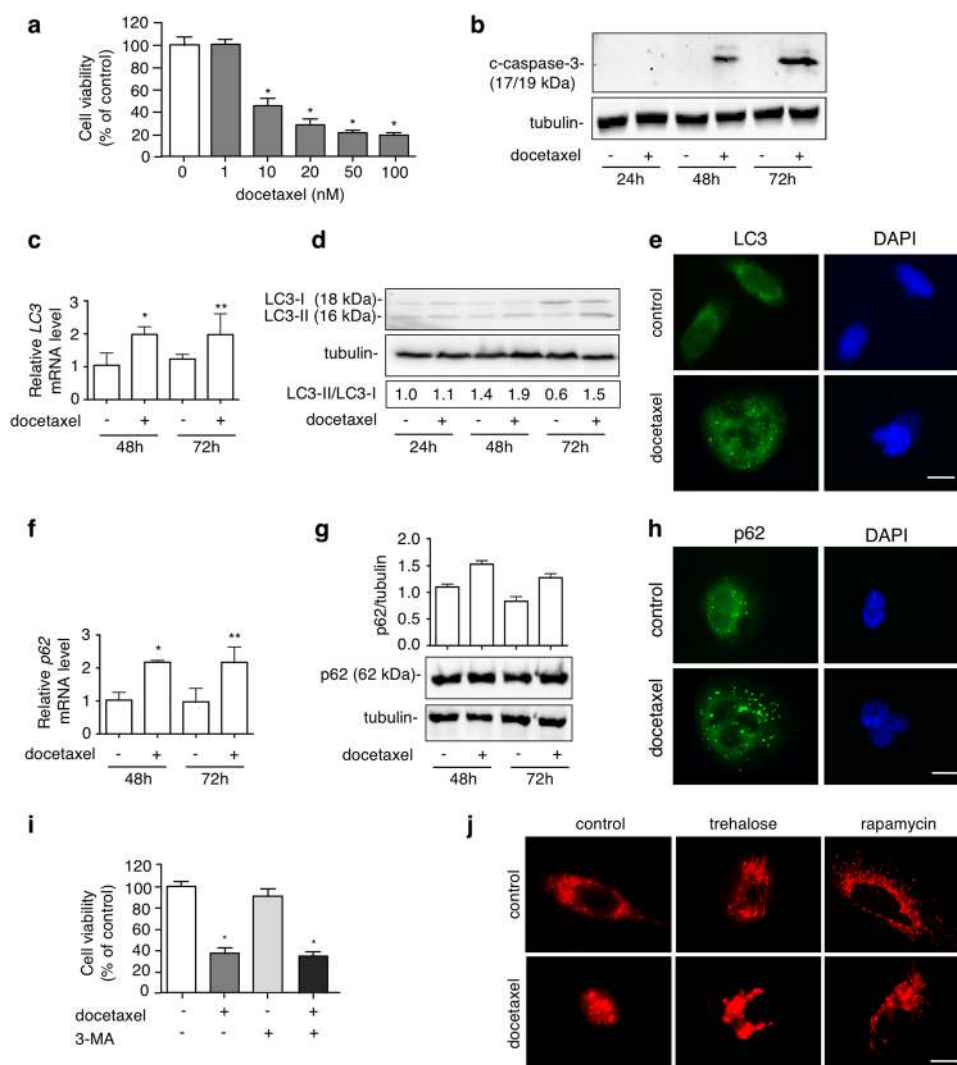 a
120
100
80
60
40
20
0
Cell viability
(% of control)
* * * * *
0 1 10 20 50 100
docetaxel (nM)
b
c-caspase-3-
(17/19 kDa)
tubulin-
docetaxel - + - + - +
24h 48h 72h
c
3
2
1
0
Relative LC3
mRNA level
* **
docetaxel - + - +
48h 72h
d
LC3-I (18 kDa)-
LC3-II (16 kDa)-
tubulin-
LC3-II/LC3-I 1.0 1.1 1.4 1.9 0.6 1.5
docetaxel - + - + - +
24h 48h 72h
e
LC3 DAPI
control
docetaxel
f
3
2
1
0
Relative p62
mRNA level
* **
docetaxel - + - +
48h 72h
g
2.0
1.5
1.0
0.5
0.0
p62/tubulin
p62 (62 kDa)-
tubulin-
docetaxel - + - +
48h 72h
h
p62 DAPI
control
docetaxel
i
120
100
80
60
40
20
0
Cell viability
(% of control)
* *
docetaxel - + - +
3-MA - - + +
j
control trehalose rapamycin
control
docetaxel